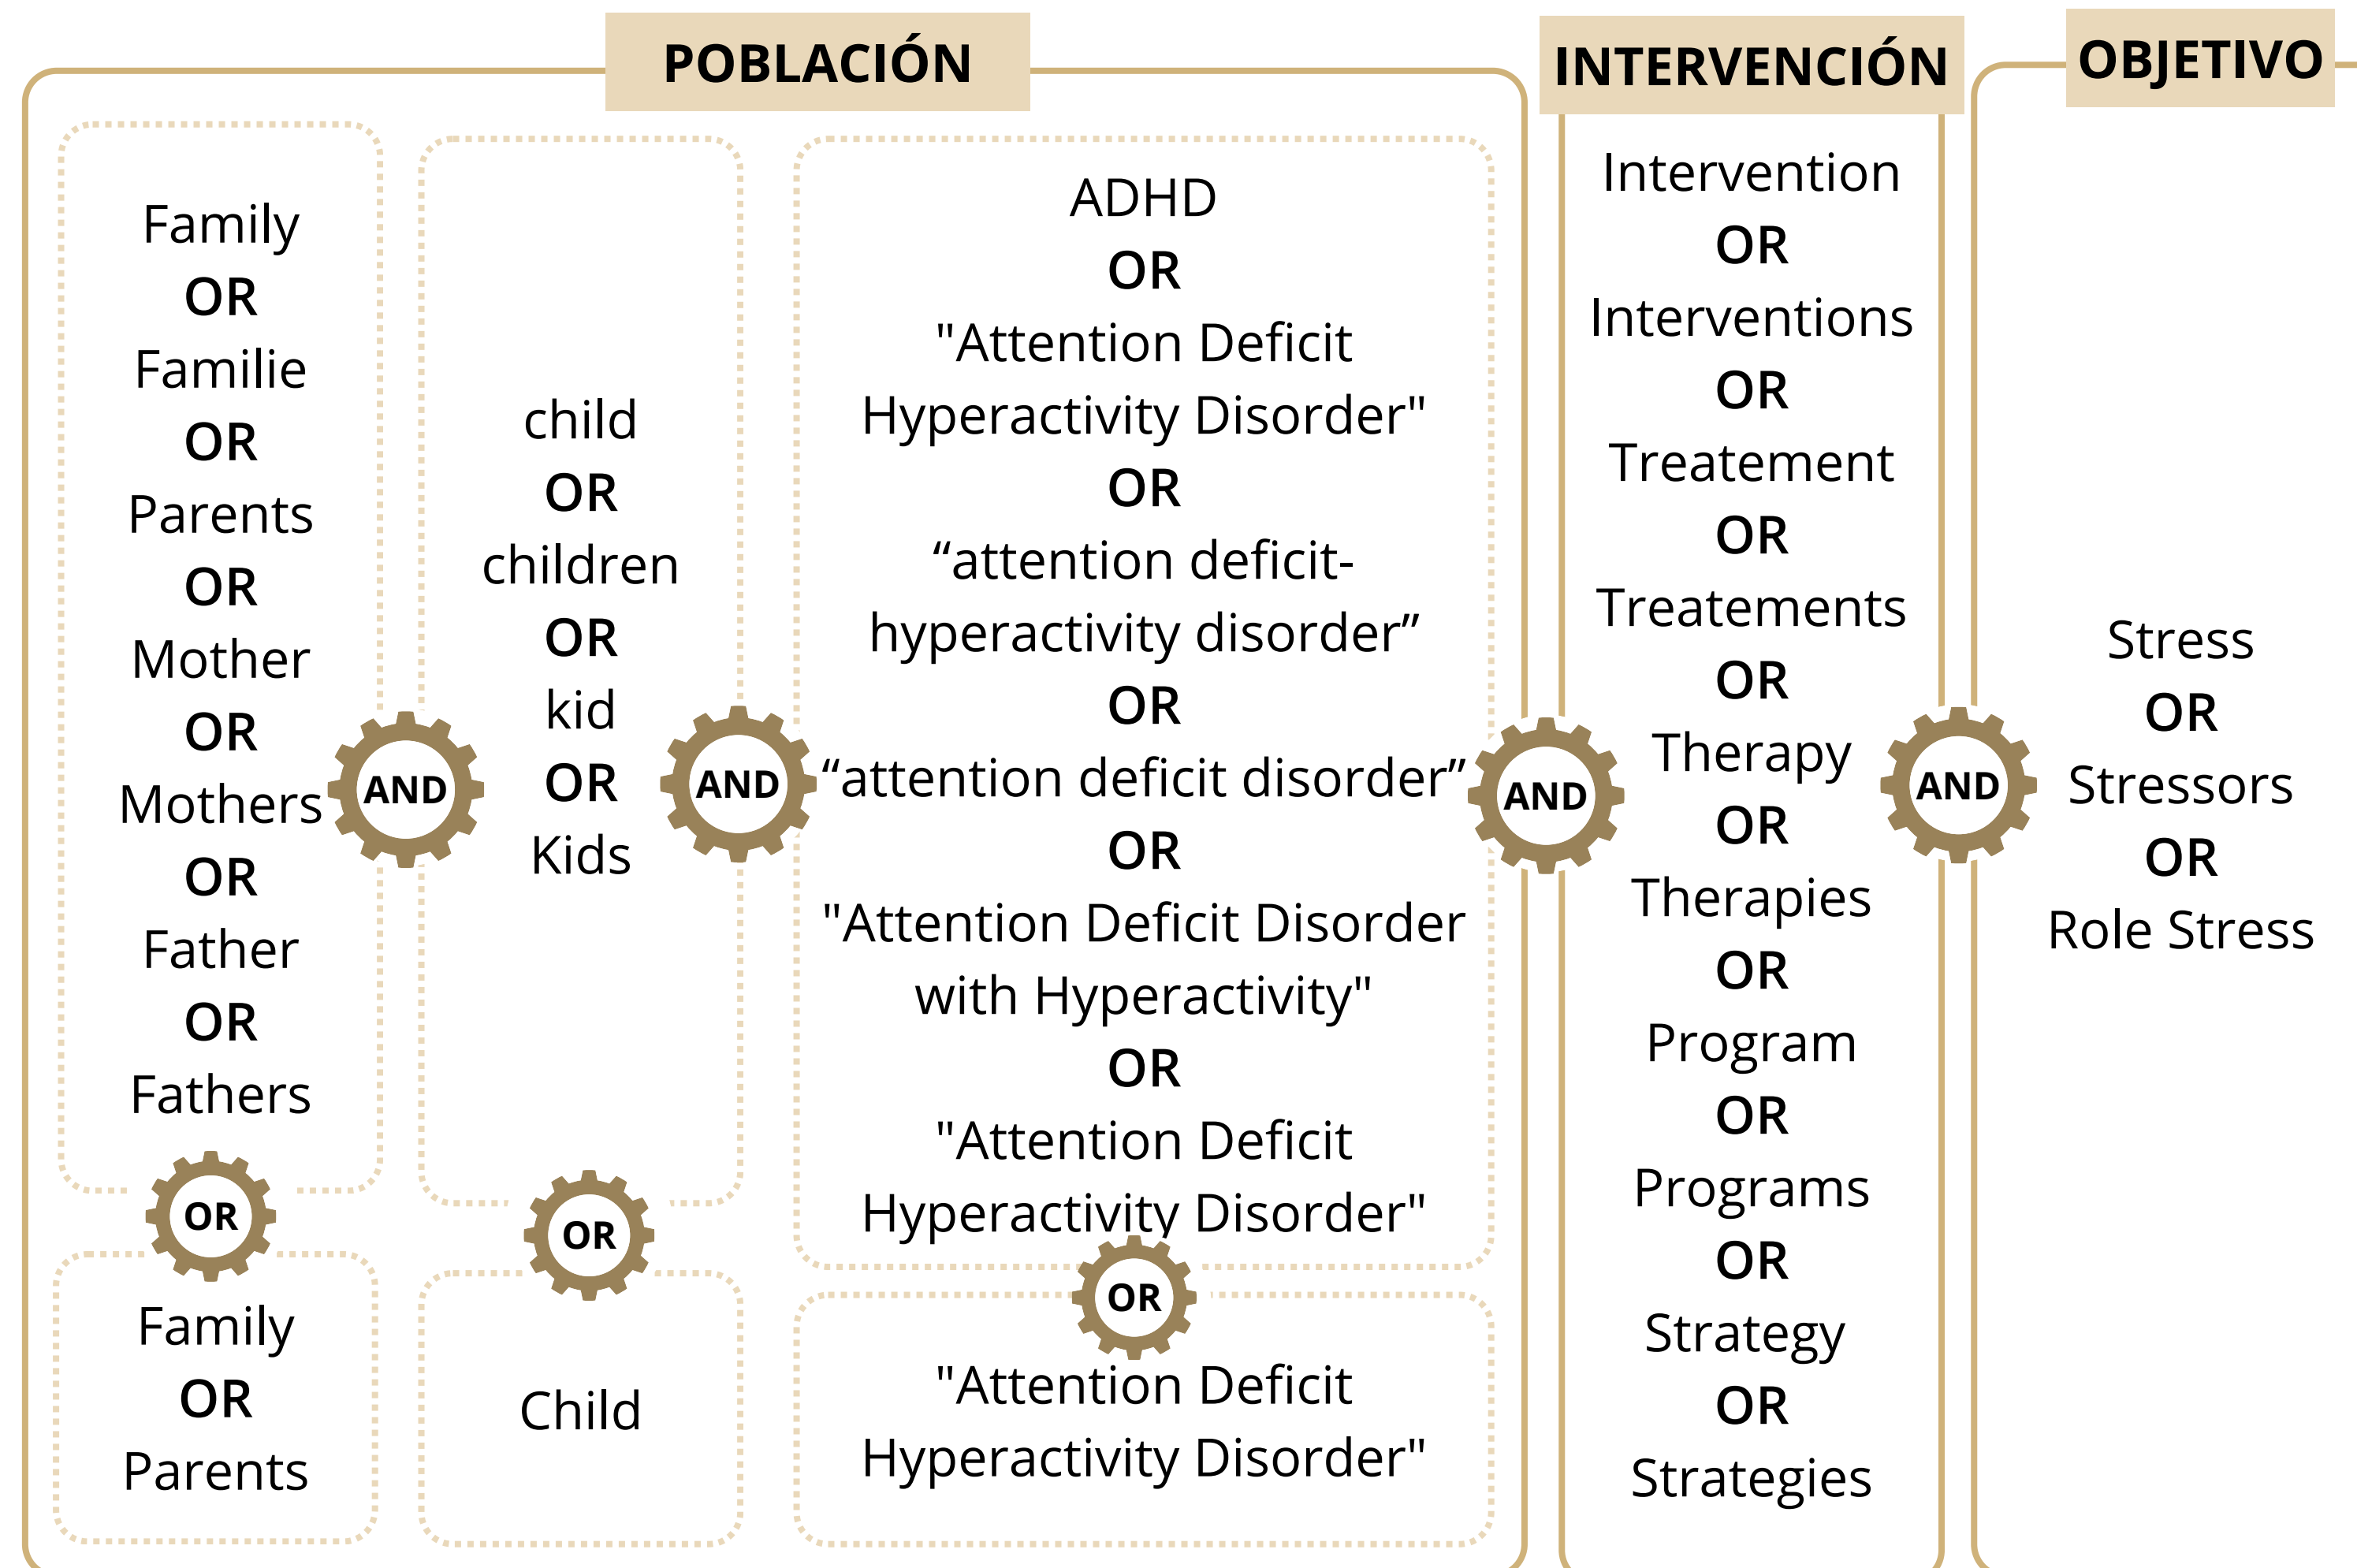 POBLACIÓN
Family
OR
Familie
OR
Parents
OR
Mother
OR
Mothers
OR
Father
OR
Fathers
OR
Family
OR
Parents
AND
child
OR
children
OR
kid
OR
Kids
OR
Child
AND
ADHD
OR
"Attention Deficit
Hyperactivity Disorder"
OR
“attention deficit-
hyperactivity disorder”
OR
“attention deficit disorder”
OR
"Attention Deficit Disorder
with Hyperactivity"
OR
"Attention Deficit
Hyperactivity Disorder"
OR
"Attention Deficit
Hyperactivity Disorder"
AND
INTERVENCIÓN
Intervention
OR
Interventions
OR
Treatement
OR
Treatements
OR
Therapy
OR
Therapies
OR
Program
OR
Programs
OR
Strategy
OR
Strategies
AND
OBJETIVO
Stress
OR
Stressors
OR
Role Stress